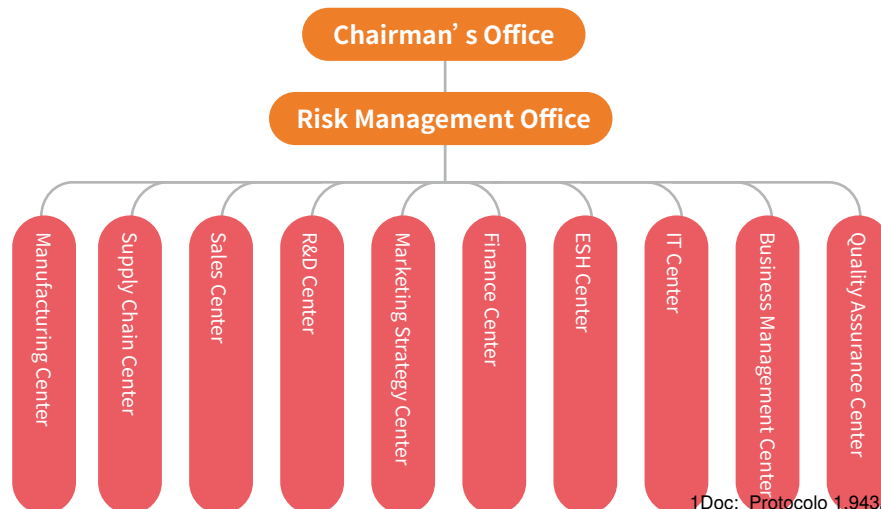 Chairman’s Office
Risk Management Office
Manufacturing Center
Supply Chain Center
Sales Center
R&D Center
Marketing Strategy Center
Finance Center
ESH Center
IT Center
Business Management Center
Quality Assurance Center
1Doc: Protocolo 1.943